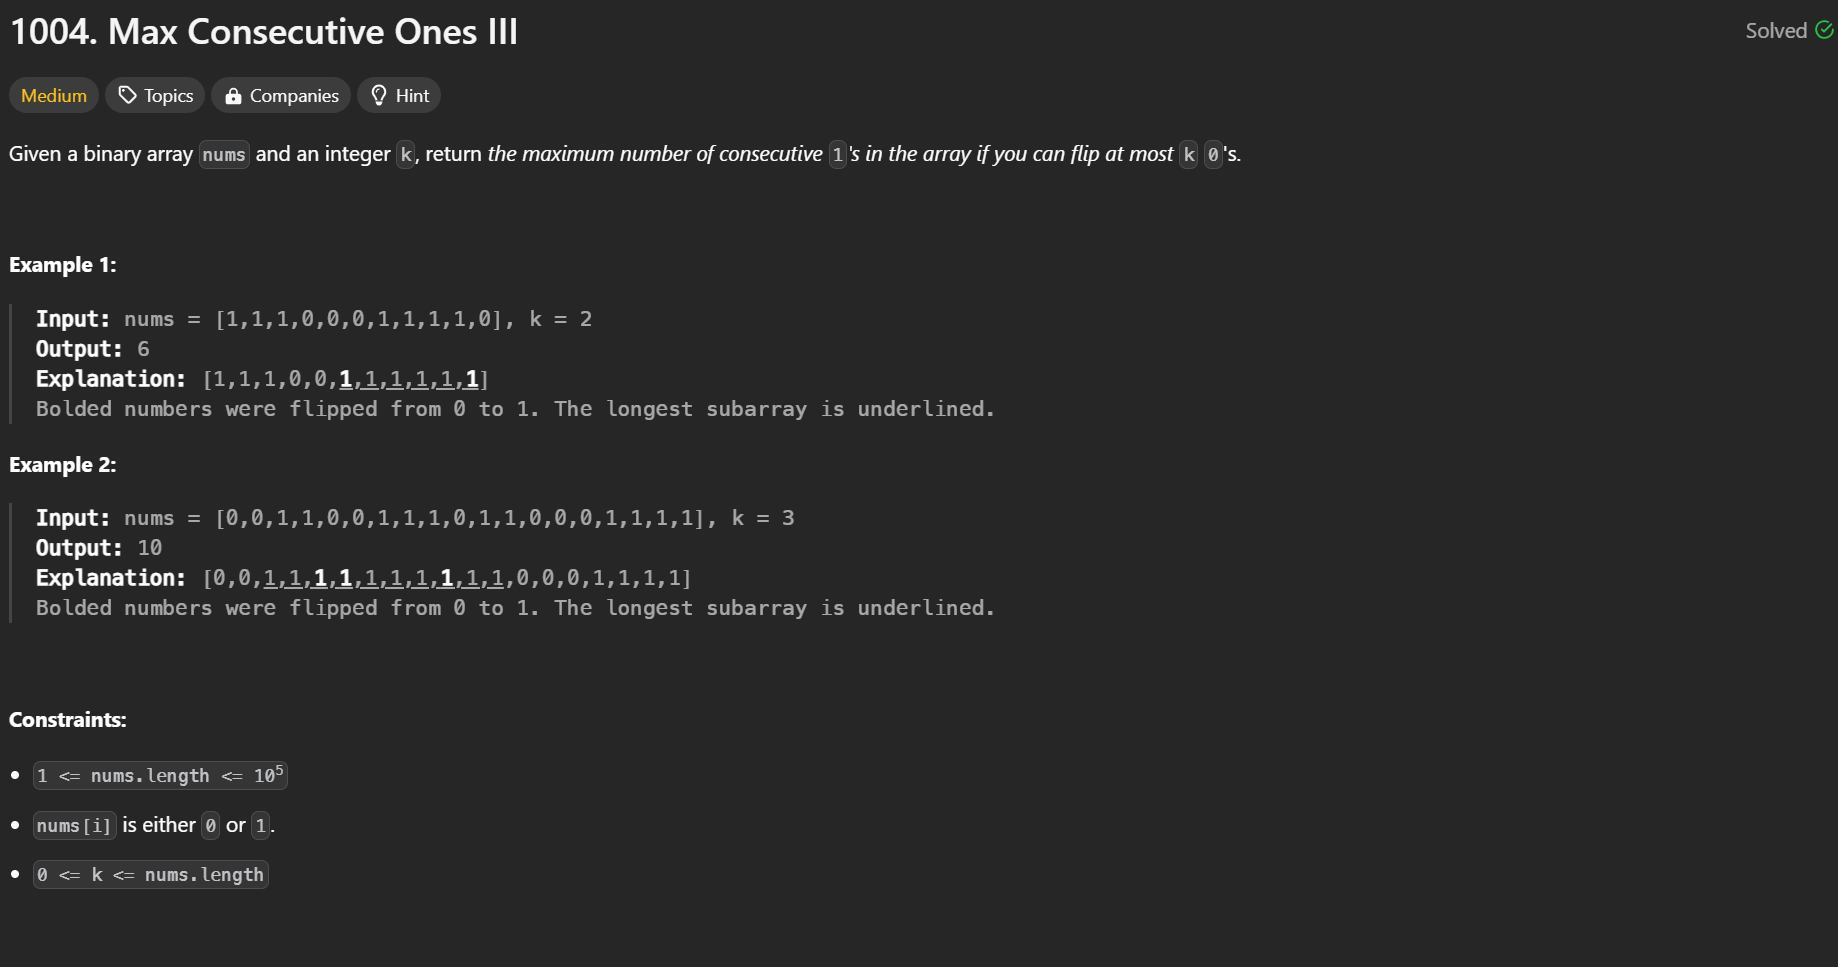 1004. Max Consecutive Ones III
Solved
Medium Topics Companies Hint
Given a binary array nums and an integer k, return the maximum number of consecutive 1's in the array if you can flip at most k 0's.
Example 1:
Input: nums = [1,1,1,0,0,0,1,1,1,1,0], k = 2
Output: 6
Explanation: [1,1,1,0,0,1,1,1,1,1,1]
Bolded numbers were flipped from 0 to 1. The longest subarray is underlined.
Example 2:
Input: nums = [0,0,1,1,0,0,1,1,1,0,1,1,0,0,0,1,1,1,1], k = 3
Output: 10
Explanation: [0,0,1,1,1,1,1,1,1,1,1,1,0,0,0,1,1,1,1]
Bolded numbers were flipped from 0 to 1. The longest subarray is underlined.
Constraints:
1 <= nums.length <= 10⁵
nums[i] is either 0 or 1.
0 <= k <= nums.length